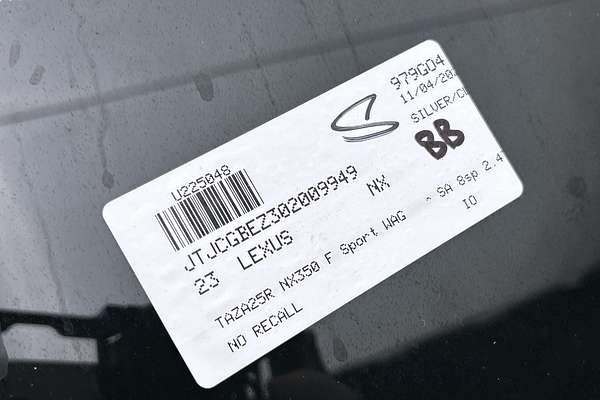 979G04
11/04/20
SILVER/
S
BB
U225048
JTJCGBEZ302009949
23 LEXUS NX
TAZA25R NX350 F Sport WAG - SA 8sp 2.4
NO RECALL IO